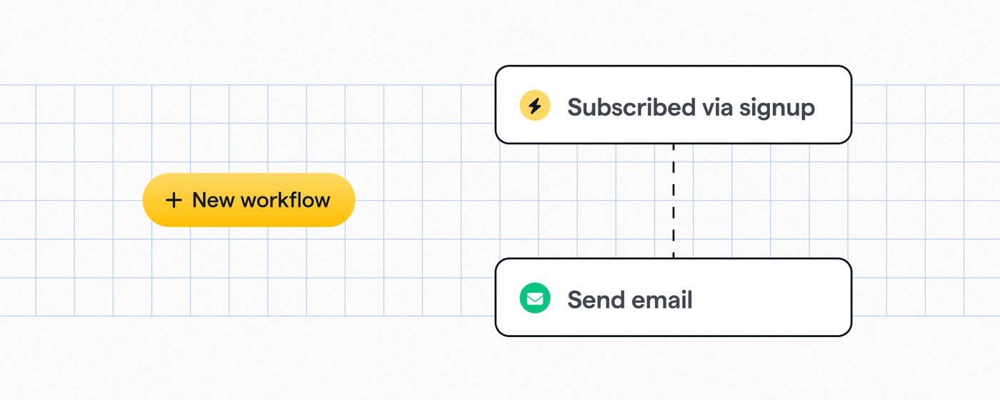 Subscribed via signup
+ New workflow
Send email